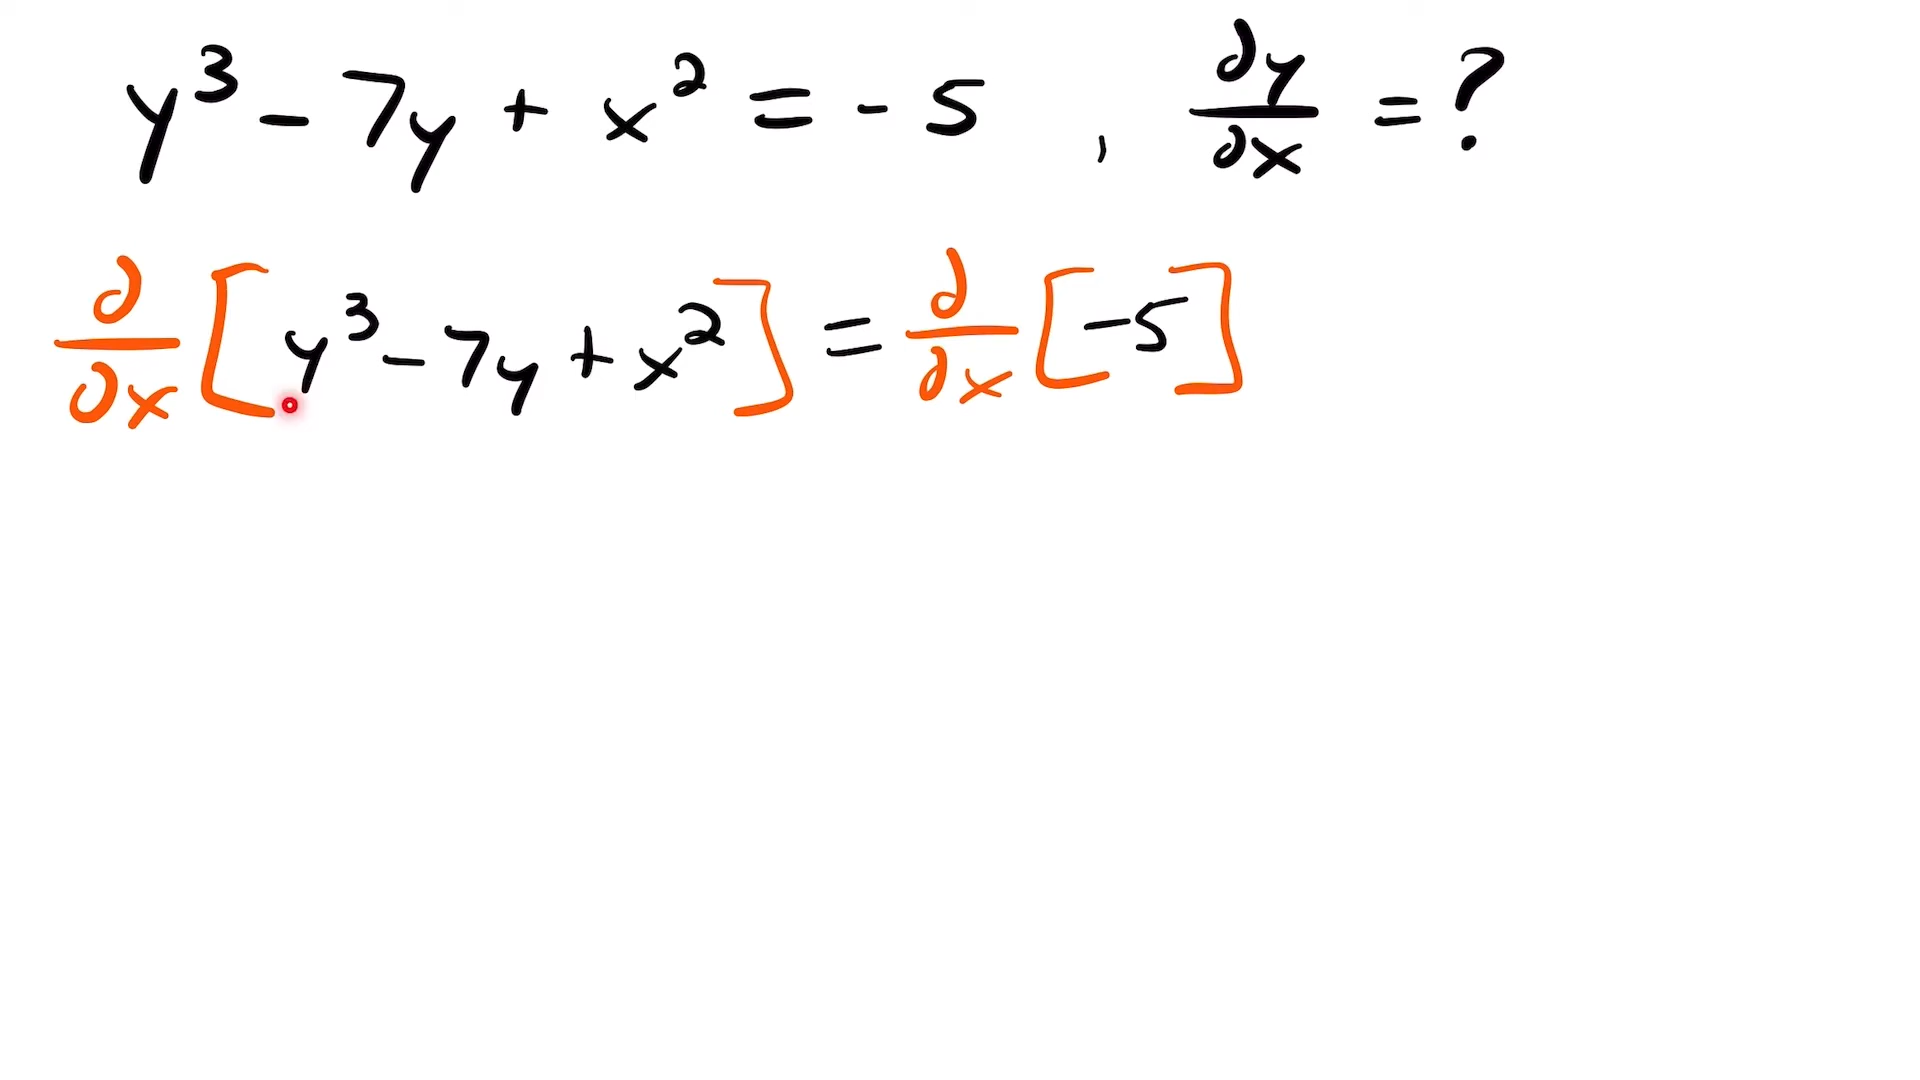 y³ - 7y + x² = -5 , ∂y/∂x = ?
∂/∂x [y³ - 7y + x²] = ∂/∂x [-5]